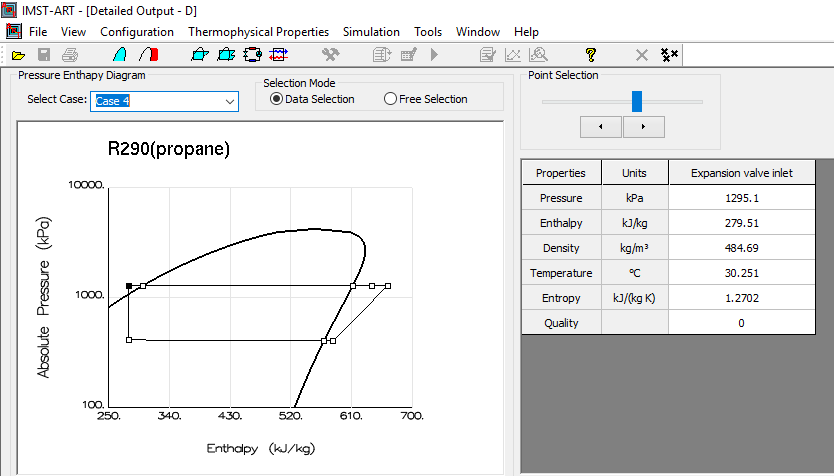 IMST-ART - [Detailed Output - D]
File View Configuration Thermophysical Properties Simulation Tools Window Help
Pressure Enthapy Diagram
Select Case: Case 4
Selection Mode
Data Selection Free Selection
Point Selection
R290(propane)
10000.
1000.
100.
250. 340. 430. 520. 610. 700.
Absolute Pressure (kPa)
Enthalpy (kJ/kg)
Properties Units Expansion valve inlet
Pressure kPa 1295.1
Enthalpy kJ/kg 279.51
Density kg/m³ 484.69
Temperature ºC 30.251
Entropy kJ/(kg K) 1.2702
Quality 0